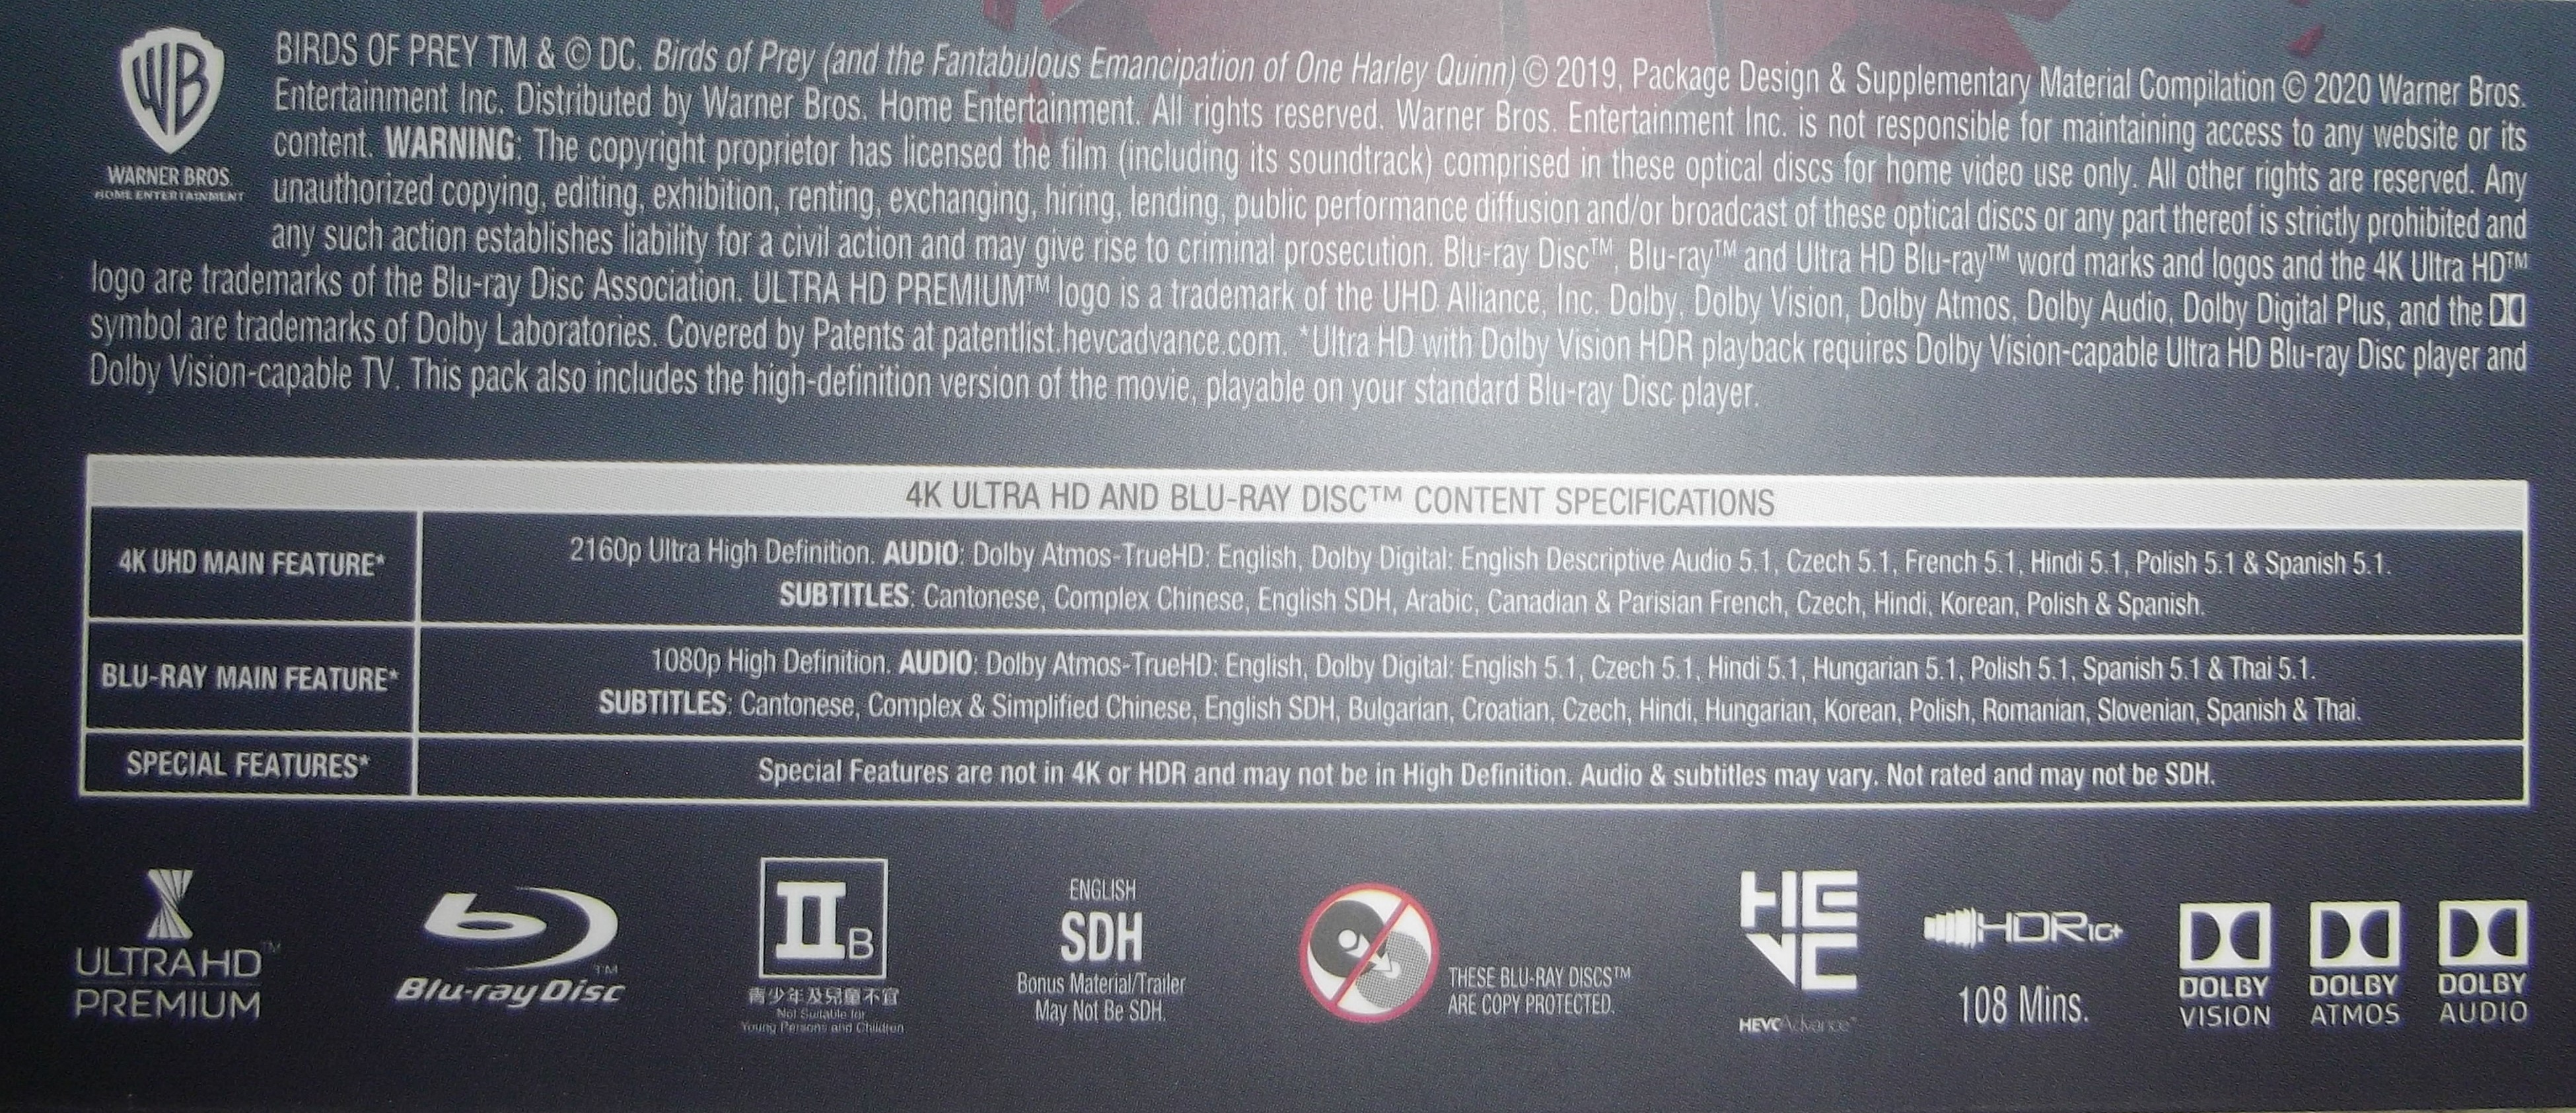 BIRDS OF PREY TM & © DC. Birds of Prey (and the Fantabulous Emancipation of One Harley Quinn) © 2019, Package Design & Supplementary Material Compilation © 2020 Warner Bros.
Entertainment Inc. Distributed by Warner Bros. Home Entertainment. All rights reserved. Warner Bros. Entertainment Inc. is not responsible for maintaining access to any website or its
content. WARNING: The copyright proprietor has licensed the film (including its soundtrack) comprised in these optical discs for home video use only. All other rights are reserved. Any
unauthorized copying, editing, exhibition, renting, exchanging, hiring, lending, public performance diffusion and/or broadcast of these optical discs or any part thereof is strictly prohibited and
any such action establishes liability for a civil action and may give rise to criminal prosecution. Blu-ray Disc™, Blu-ray™ and Ultra HD Blu-ray™ word marks and logos and the 4K Ultra HD™
logo are trademarks of the Blu-ray Disc Association. ULTRA HD PREMIUM™ logo is a trademark of the UHD Alliance, Inc. Dolby, Dolby Vision, Dolby Atmos, Dolby Audio, Dolby Digital Plus, and the
symbol are trademarks of Dolby Laboratories. Covered by Patents at patentlist.hevcadvance.com. *Ultra HD with Dolby Vision HDR playback requires Dolby Vision-capable Ultra HD Blu-ray Disc player and
Dolby Vision-capable TV. This pack also includes the high-definition version of the movie, playable on your standard Blu-ray Disc player.
WB
WARNER BROS.
HOME ENTERTAINMENT
4K ULTRA HD AND BLU-RAY DISC™ CONTENT SPECIFICATIONS
4K UHD MAIN FEATURE*
2160p Ultra High Definition. AUDIO: Dolby Atmos-TrueHD: English, Dolby Digital: English Descriptive Audio 5.1, Czech 5.1, French 5.1, Hindi 5.1, Polish 5.1 & Spanish 5.1.
SUBTITLES: Cantonese, Complex Chinese, English SDH, Arabic, Canadian & Parisian French, Czech, Hindi, Korean, Polish & Spanish.
BLU-RAY MAIN FEATURE*
1080p High Definition. AUDIO: Dolby Atmos-TrueHD: English, Dolby Digital: English 5.1, Czech 5.1, Hindi 5.1, Hungarian 5.1, Polish 5.1, Spanish 5.1 & Thai 5.1.
SUBTITLES: Cantonese, Complex & Simplified Chinese, English SDH, Bulgarian, Croatian, Czech, Hindi, Hungarian, Korean, Polish, Romanian, Slovenian, Spanish & Thai.
SPECIAL FEATURES*
Special Features are not in 4K or HDR and may not be in High Definition. Audio & subtitles may vary. Not rated and may not be SDH.
ULTRA HD™
PREMIUM
Blu-ray Disc™
II B
青少年及兒童不宜
Not Suitable for
Young Persons and Children
ENGLISH
SDH
Bonus Material/Trailer
May Not Be SDH.
THESE BLU-RAY DISCS™
ARE COPY PROTECTED.
HEVC
HEVC Advance™
HDR10+
108 Mins.
DOLBY
VISION
DOLBY
ATMOS
DOLBY
AUDIO